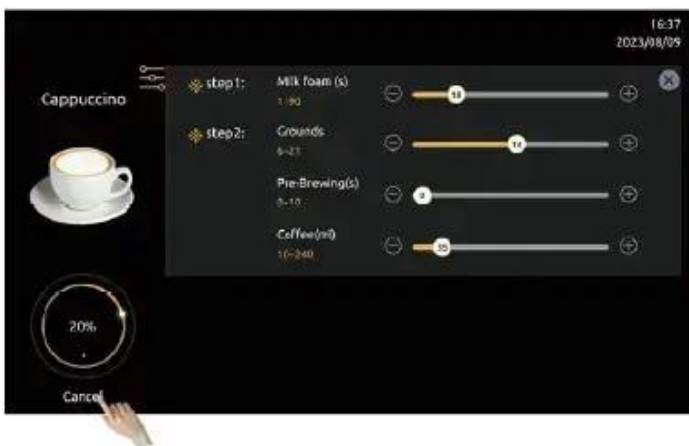 16:37
2023/08/09
Cappuccino
step1:
Milk foam (s)
1~90
18
step2:
Grounds
6~21
14
Pre-Brewing(s)
0~10
0
Coffee(ml)
10~240
35
20%
Cancel